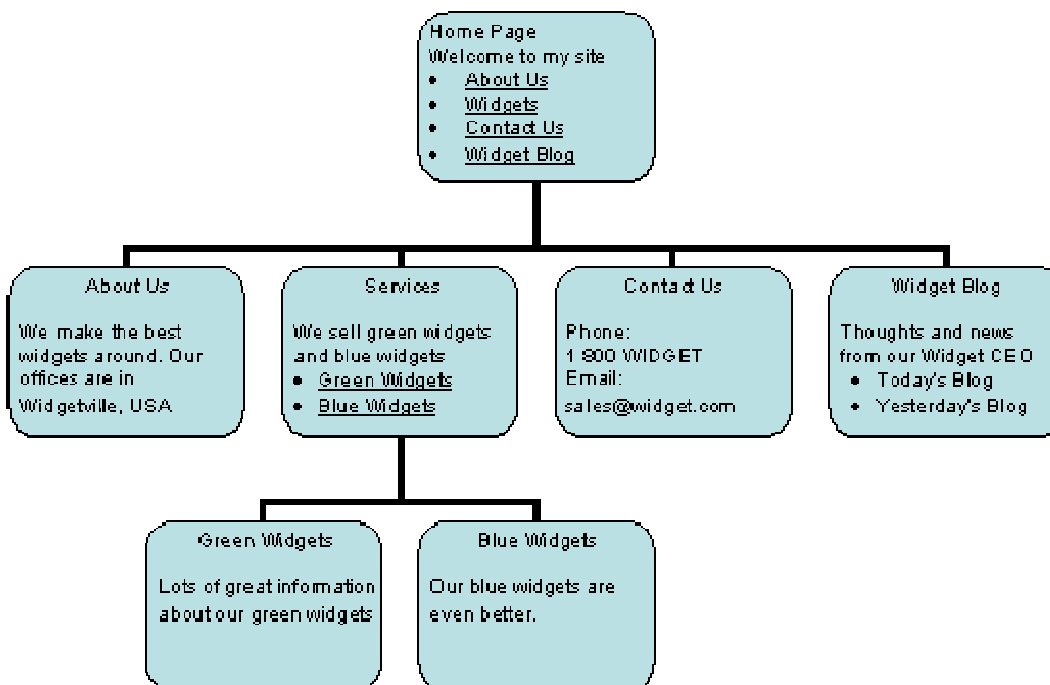 Home Page
Welcome to my site
• About Us
• Widgets
• Contact Us
• Widget Blog
About Us
We make the best
widgets around. Our
offices are in
Widgetville, USA
Services
We sell green widgets
and blue widgets
• Green Widgets
• Blue Widgets
Contact Us
Phone:
1 800 WIDGET
Email:
sales@widget.com
Widget Blog
Thoughts and news
from our Widget CEO
• Today's Blog
• Yesterday's Blog
Green Widgets
Lots of great information
about our green widgets
Blue Widgets
Our blue widgets are
even better.